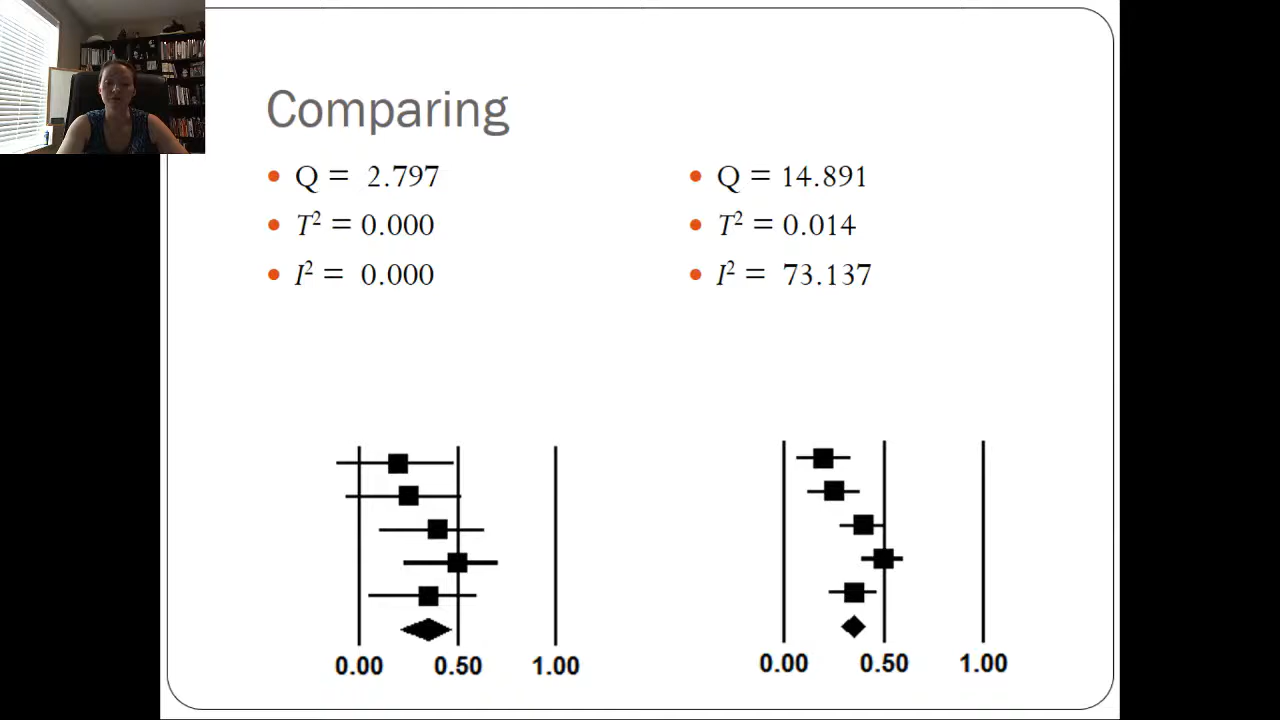 Comparing
• Q = 2.797
• T² = 0.000
• I² = 0.000
• Q = 14.891
• T² = 0.014
• I² = 73.137
0.00 0.50 1.00
0.00 0.50 1.00